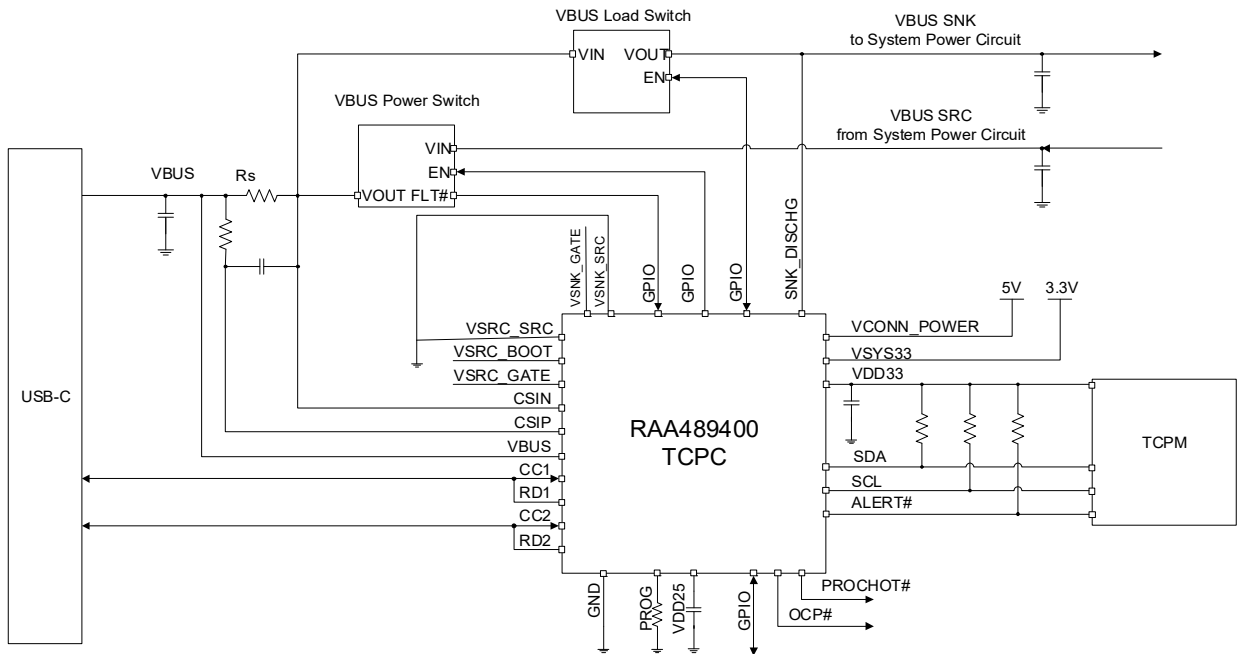 VBUS Load Switch
VBUS SNK
to System Power Circuit
VIN
VOUT
EN
VBUS Power Switch
VBUS SRC
from System Power Circuit
VIN
EN
VOUT FLT#
VBUS
Rs
VSNK_GATE
VSNK_SRC
GPIO
GPIO
GPIO
SNK_DISCHG
5V
3.3V
VSRC_SRC
VSRC_BOOT
VSRC_GATE
CSIN
CSIP
VBUS
CC1
RD1
CC2
RD2
USB-C
RAA489400
TCPC
VCONN_POWER
VSYS33
VDD33
SDA
SCL
ALERT#
TCPM
GND
PROG
VDD25
GPIO
OCP#
PROCHOT#